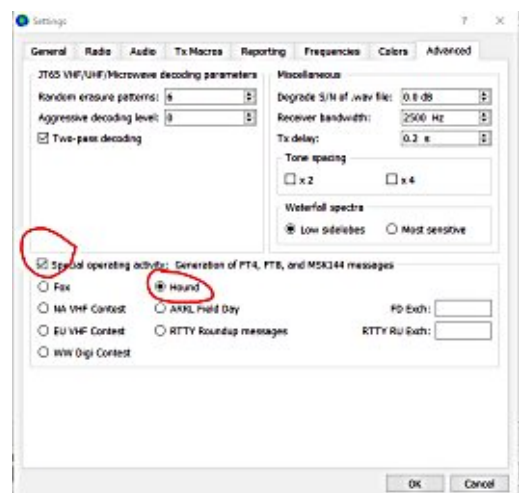 Settings
General Radio Audio Tx Macros Reporting Frequencies Colors Advanced
JT65 VHF/UHF/Microwave decoding parameters
Random erasure patterns: 6
Aggressive decoding level: 0
Two-pass decoding
Miscellaneous
Degrade S/N of .wav file: 0.0 dB
Receiver bandwidth: 2500 Hz
Tx delay: 0.2 s
Tone spacing
x 2 x 4
Waterfall spectra
Low sidelobes Most sensitive
Special operating activity: Generation of FT4, FT8, and MSK144 messages
Fox Hound
NA VHF Contest ARRL Field Day FD Exch:
EU VHF Contest RTTY Roundup messages RTTY RU Exch:
WW Digi Contest
OK Cancel